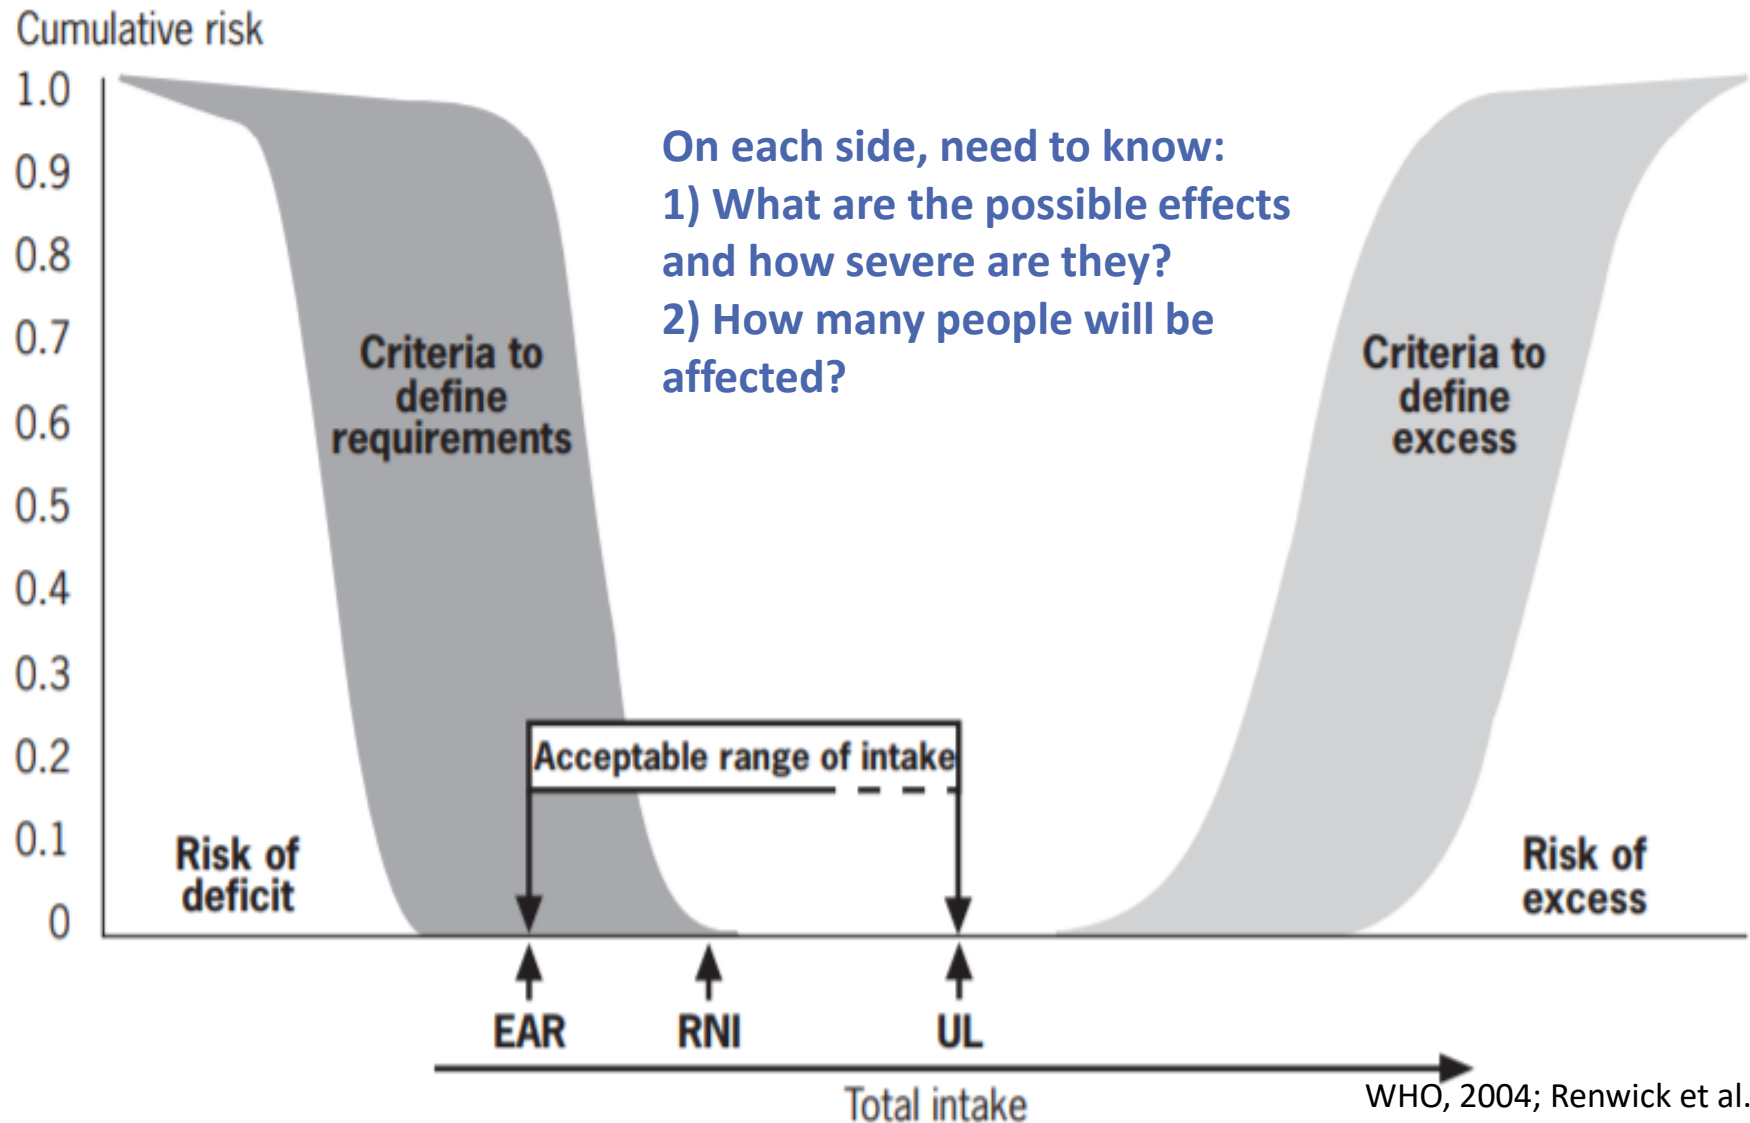 Cumulative risk
1.0
0.9
0.8
0.7
0.6
0.5
0.4
0.3
0.2
0.1
0
On each side, need to know:
1) What are the possible effects
and how severe are they?
2) How many people will be
affected?
Criteria to
define
requirements
Criteria to
define
excess
Acceptable range of intake
Risk of
deficit
Risk of
excess
EAR
RNI
UL
Total intake
WHO, 2004; Renwick et al.